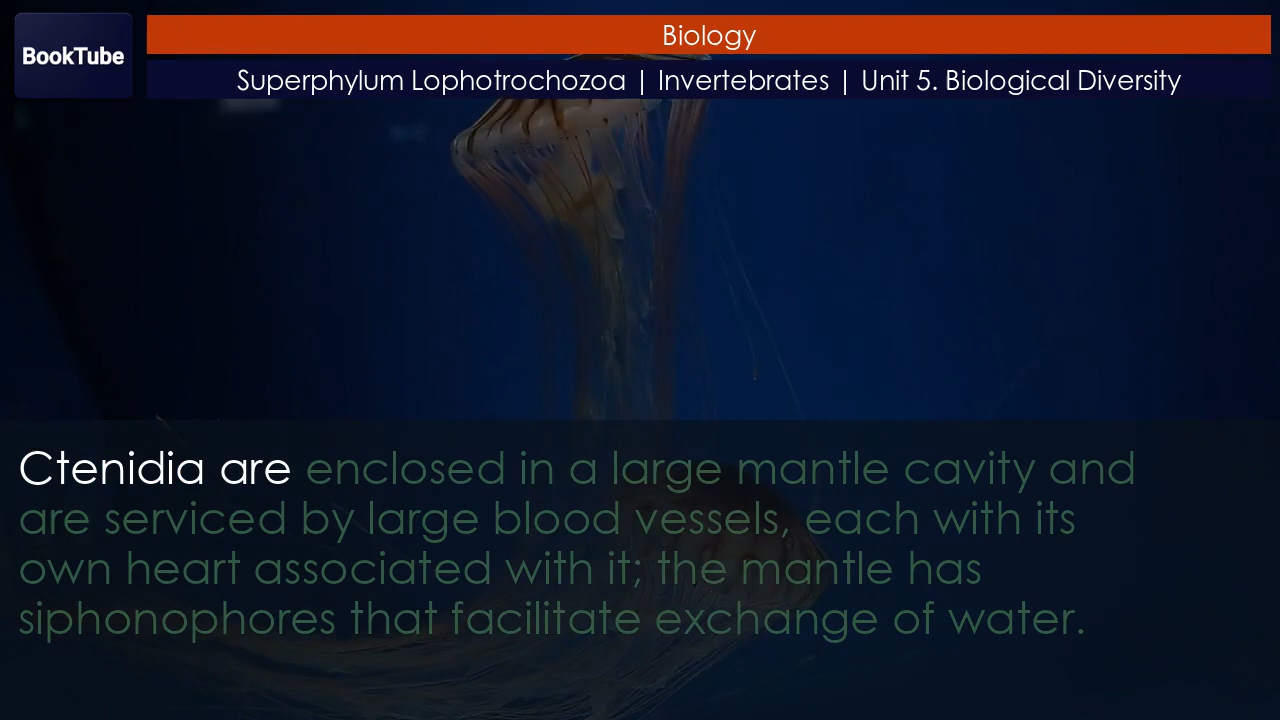 BookTube
Biology
Superphylum Lophotrochozoa | Invertebrates | Unit 5. Biological Diversity
Ctenidia are enclosed in a large mantle cavity and
are serviced by large blood vessels, each with its
own heart associated with it; the mantle has
siphonophores that facilitate exchange of water.